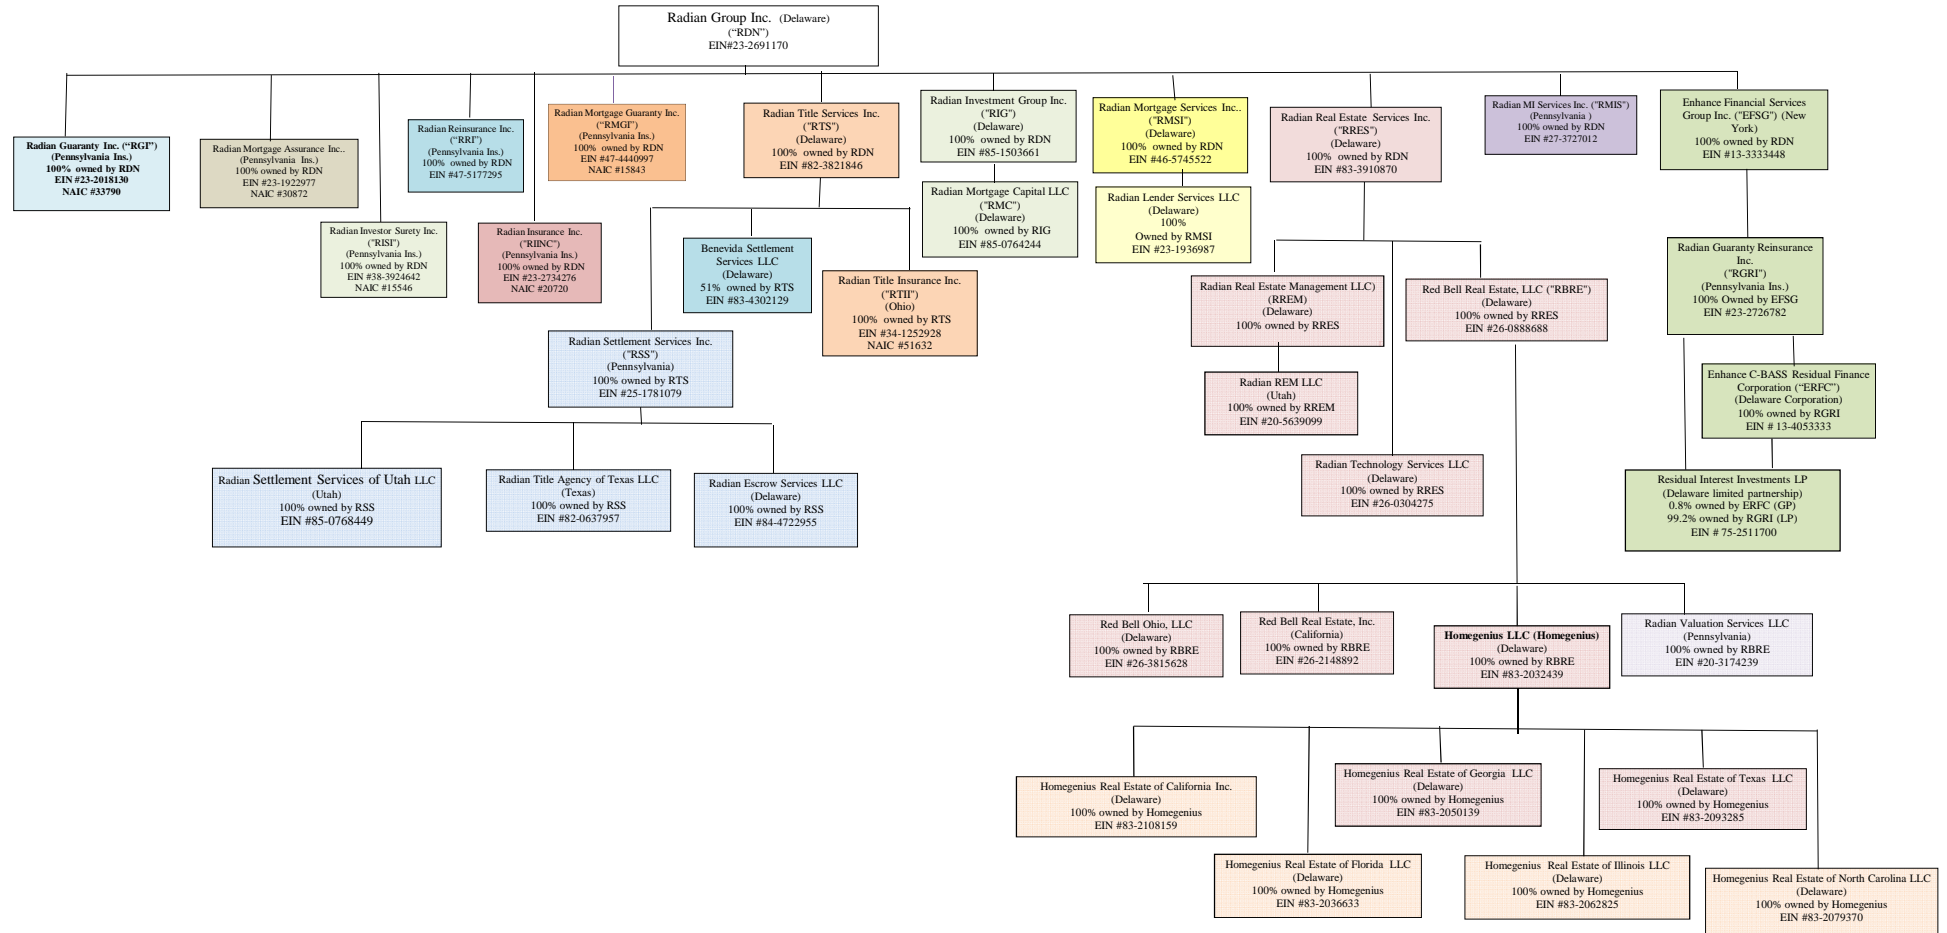 Radian Group Inc. (Delaware)
(“RDN”)
EIN#23-2691170
Radian Guaranty Inc. (“RGI”)
(Pennsylvania Ins.)
100% owned by RDN
EIN #23-2018130
NAIC #33790
Radian Mortgage Assurance Inc..
(Pennsylvania Ins.)
100% owned by RDN
EIN #23-1922977
NAIC #30872
Radian Investor Surety Inc.
("RISI")
(Pennsylvania Ins.)
100% owned by RDN
EIN #38-3924642
NAIC #15546
Radian Reinsurance Inc.
("RRI")
(Pennsylvania Ins.)
100% owned by RDN
EIN #47-5177295
Radian Insurance Inc.
("RIINC")
(Pennsylvania Ins.)
100% owned by RDN
EIN #23-2734276
NAIC #20720
Radian Mortgage Guaranty Inc.
(“RMGI”)
(Pennsylvania Ins.)
100% owned by RDN
EIN #47-4440997
NAIC #15843
Radian Title Services Inc.
("RTS")
(Delaware)
100% owned by RDN
EIN #82-3821846
Benevida Settlement
Services LLC
(Delaware)
51% owned by RTS
EIN #83-4302129
Radian Title Insurance Inc.
("RTII")
(Ohio)
100% owned by RTS
EIN #34-1252928
NAIC #51632
Radian Settlement Services Inc.
("RSS")
(Pennsylvania)
100% owned by RTS
EIN #25-1781079
Radian Settlement Services of Utah LLC
(Utah)
100% owned by RSS
EIN #85-0768449
Radian Title Agency of Texas LLC
(Texas)
100% owned by RSS
EIN #82-0637957
Radian Escrow Services LLC
(Delaware)
100% owned by RSS
EIN #84-4722955
Radian Investment Group Inc.
("RIG")
(Delaware)
100% owned by RDN
EIN #85-1503661
Radian Mortgage Capital LLC
("RMC")
(Delaware)
100% owned by RIG
EIN #85-0764244
Radian Mortgage Services Inc..
("RMSI")
(Delaware)
100% owned by RDN
EIN #46-5745522
Radian Lender Services LLC
(Delaware)
100%
Owned by RMSI
EIN #23-1936987
Radian Real Estate Services Inc.
("RRES")
(Delaware)
100% owned by RDN
EIN #83-3910870
Radian Real Estate Management LLC)
(RREM)
(Delaware)
100% owned by RRES
Radian REM LLC
(Utah)
100% owned by RREM
EIN #20-5639099
Radian Technology Services LLC
(Delaware)
100% owned by RRES
EIN #26-0304275
Red Bell Real Estate, LLC ("RBRE")
(Delaware)
100% owned by RRES
EIN #26-0888688
Radian MI Services Inc. ("RMIS")
(Pennsylvania )
100% owned by RDN
EIN #27-3727012
Enhance Financial Services
Group Inc. ("EFSG") (New
York)
100% owned by RDN
EIN #13-3333448
Radian Guaranty Reinsurance
Inc.
("RGRI")
(Pennsylvania Ins.)
100% Owned by EFSG
EIN #23-2726782
Enhance C-BASS Residual Finance
Corporation (“ERFC”)
(Delaware Corporation)
100% owned by RGRI
EIN # 13-4053333
Residual Interest Investments LP
(Delaware limited partnership)
0.8% owned by ERFC (GP)
99.2% owned by RGRI (LP)
EIN # 75-2511700
Red Bell Ohio, LLC
(Delaware)
100% owned by RBRE
EIN #26-3815628
Red Bell Real Estate, Inc.
(California)
100% owned by RBRE
EIN #26-2148892
Homegenius LLC (Homegenius)
(Delaware)
100% owned by RBRE
EIN #83-2032439
Radian Valuation Services LLC
(Pennsylvania)
100% owned by RBRE
EIN #20-3174239
Homegenius Real Estate of California Inc.
(Delaware)
100% owned by Homegenius
EIN #83-2108159
Homegenius Real Estate of Florida LLC
(Delaware)
100% owned by Homegenius
EIN #83-2036633
Homegenius Real Estate of Georgia LLC
(Delaware)
100% owned by Homegenius
EIN #83-2050139
Homegenius Real Estate of Illinois LLC
(Delaware)
100% owned by Homegenius
EIN #83-2062825
Homegenius Real Estate of Texas LLC
(Delaware)
100% owned by Homegenius
EIN #83-2093285
Homegenius Real Estate of North Carolina LLC
(Delaware)
100% owned by Homegenius
EIN #83-2079370